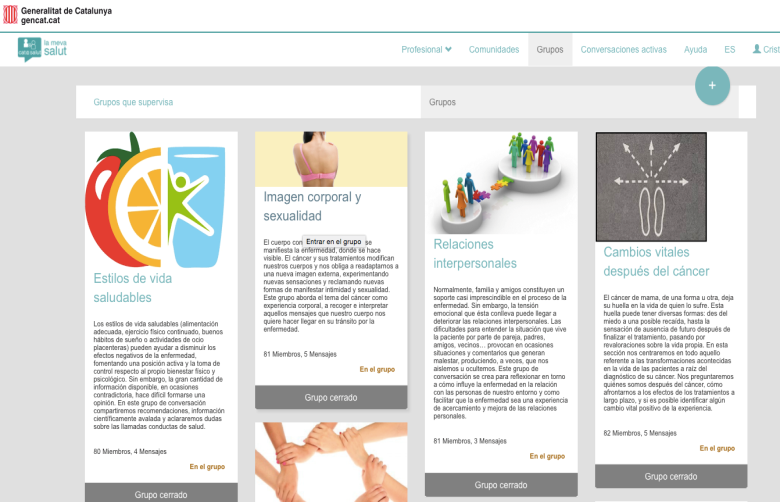 Generalitat de Catalunya
gencat.cat
la meva
salut
Profesional
Comunidades
Grupos
Conversaciones activas
Ayuda
ES
Crist
+
Grupos que supervisa
Grupos
Estilos de vida
saludables
Los estilos de vida saludables (alimentación
adecuada, ejercicio físico continuado, buenos
hábitos de sueño o actividades de ocio
placenteras) pueden ayudar a disminuir los
efectos negativos de la enfermedad,
fomentando una posición activa y la toma de
control respecto al propio bienestar físico y
psicológico. Sin embargo, la gran cantidad de
información disponible, en ocasiones
contradictoria, hace difícil formarse una
opinión. En este grupo de conversación
compartiremos recomendaciones, información
científicamente avalada y aclararemos dudas
sobre las llamadas conductas de salud.
80 Miembros, 4 Mensajes
En el grupo
Grupo cerrado
Imagen corporal y
sexualidad
El cuerpo con
Entrar en el grupo
se
manifiesta la enfermedad, donde se hace
visible. El cáncer y sus tratamientos modifican
nuestros cuerpos y nos obliga a readaptarnos a
una nueva imagen externa, experimentando
nuevas sensaciones y reclamando nuevas
formas de manifestar intimidad y sexualidad.
Este grupo aborda el tema del cáncer como
experiencia corporal, a recoger e interpretar
aquellos mensajes que nuestro cuerpo nos
quiere hacer llegar en su tránsito por la
enfermedad.
81 Miembros, 5 Mensajes
En el grupo
Grupo cerrado
Relaciones
interpersonales
Normalmente, familia y amigos constituyen un
soporte casi imprescindible en el proceso de la
enfermedad. Sin embargo, la tensión
emocional que ésta conlleva puede llegar a
deteriorar las relaciones interpersonales. Las
dificultades para entender la situación que vive
la paciente por parte de pareja, padres,
amigos, vecinos... provocan en ocasiones
situaciones y comentarios que generan
malestar, produciendo, a veces, que nos
aislemos u ocultemos. Este grupo de
conversación se crea para reflexionar en torno
a cómo influye la enfermedad en la relación
con las personas de nuestro entorno y como
facilitar que la enfermedad sea una experiencia
de acercamiento y mejora de las relaciones
personales.
81 Miembros, 3 Mensajes
En el grupo
Grupo cerrado
Cambios vitales
después del cáncer
El cáncer de mama, de una forma u otra, deja
su huella en la vida de quien lo sufre. Esta
huella puede tener diversas formas: des del
miedo a una posible recaída, hasta la
sensación de ausencia de futuro después de
finalizar el tratamiento, pasando por
revaloraciones sobre la vida propia. En esta
sección nos centraremos en todo aquello
referente a las transformaciones acontecidas
en la vida de las pacientes a raíz del
diagnóstico de su cáncer. Nos preguntaremos
quiénes somos después del cáncer, cómo
afrontarnos a los efectos de los tratamientos a
largo plazo, y si es posible identificar algún
cambio vital positivo de la experiencia.
82 Miembros, 5 Mensajes
En el grupo
Grupo cerrado